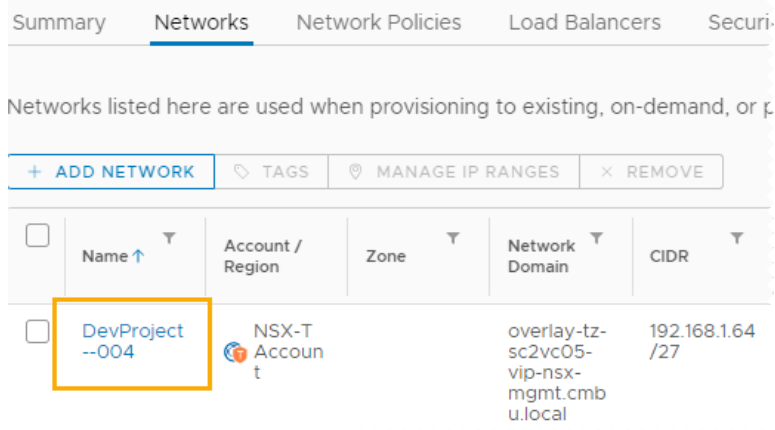 Summary Networks Network Policies Load Balancers Securi
Networks listed here are used when provisioning to existing, on-demand, or p
+ ADD NETWORK TAGS MANAGE IP RANGES × REMOVE
Name ↑ Account / Region Zone Network Domain CIDR
DevProject
--004
NSX-T
Accoun
t
overlay-tz-
sc2vc05-
vip-nsx-
mgmt.cmb
u.local
192.168.1.64
/27